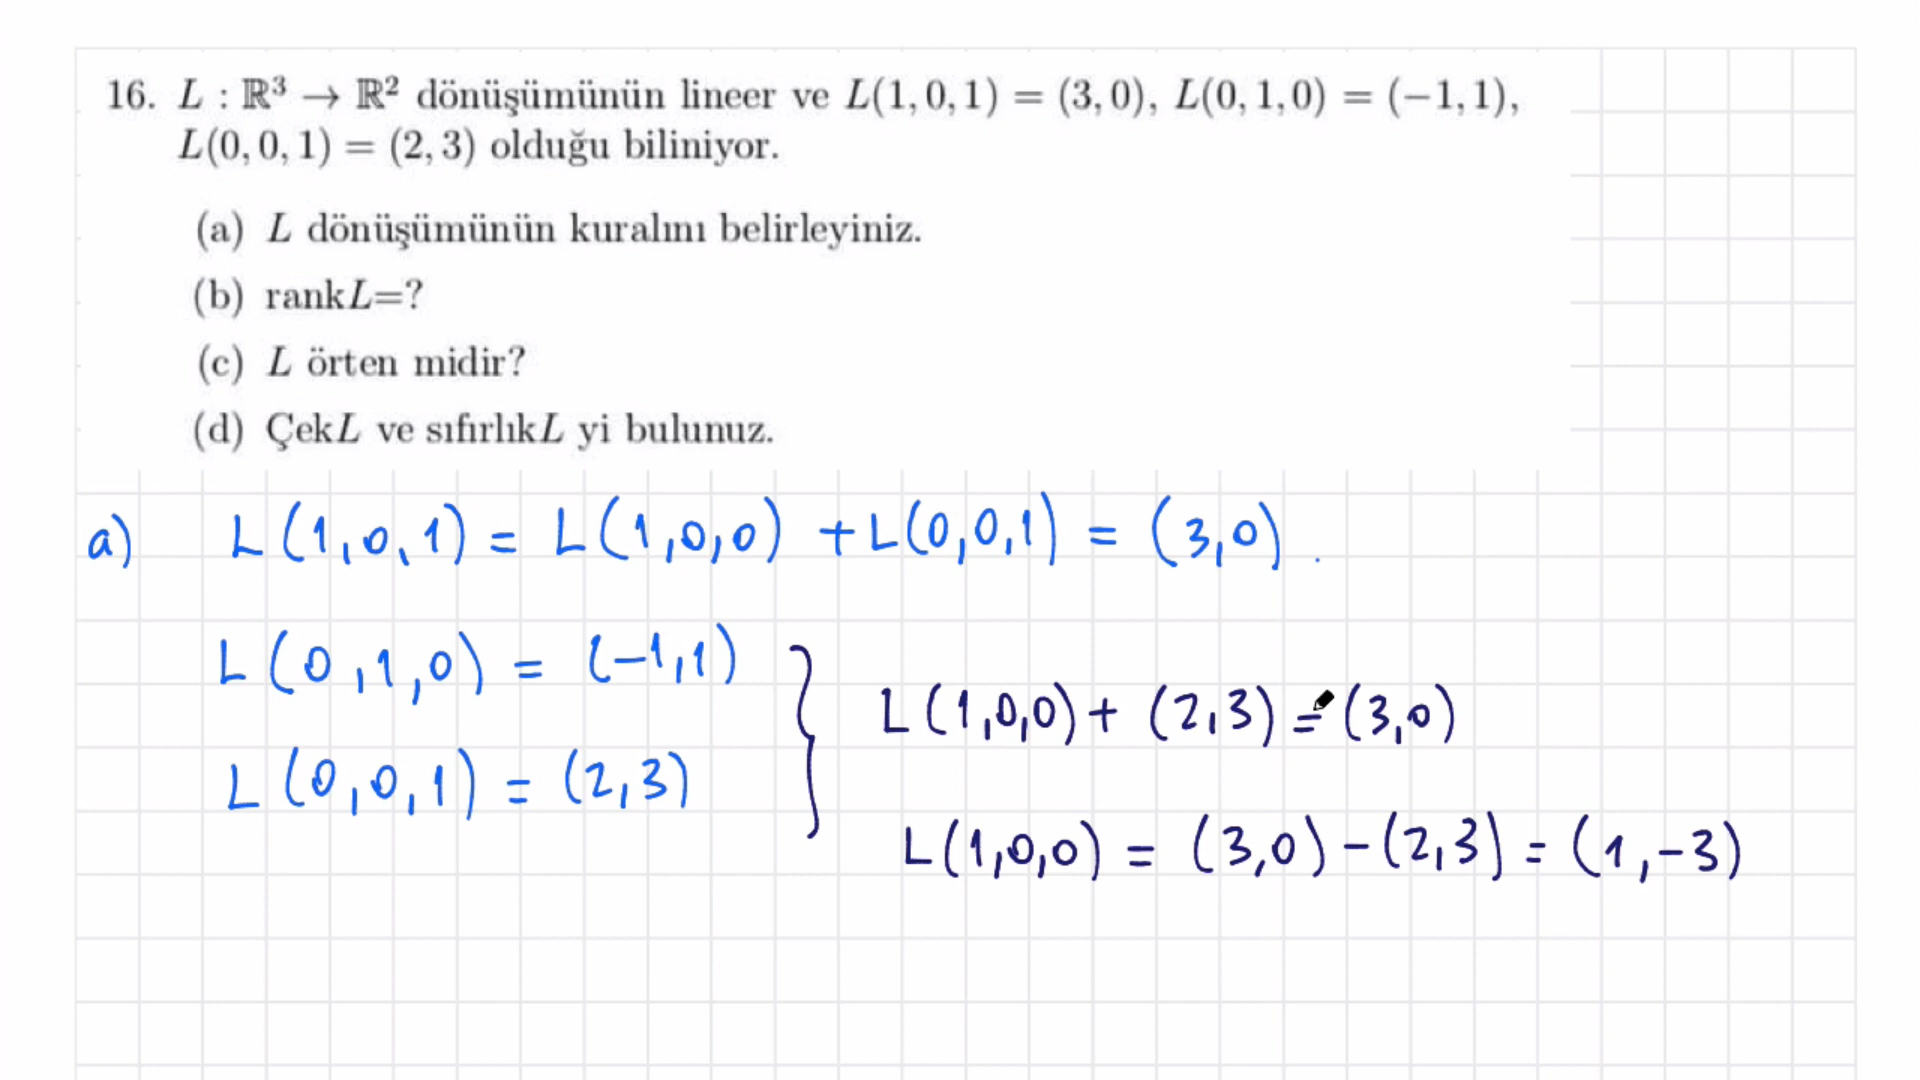 16. L : ℝ³ → ℝ² dönüşümünün lineer ve L(1, 0, 1) = (3, 0), L(0, 1, 0) = (−1, 1),
L(0, 0, 1) = (2, 3) olduğu biliniyor.
(a) L dönüşümünün kuralını belirleyiniz.
(b) rankL=?
(c) L örten midir?
(d) ÇekL ve sıfırlıkL yi bulunuz.
a) L(1,0,1) = L(1,0,0) + L(0,0,1) = (3,0).
L(0,1,0) = (-1,1)
L(1,0,0) + (2,3) = (3,0)
L(0,0,1) = (2,3)
L(1,0,0) = (3,0) - (2,3) = (1,-3)